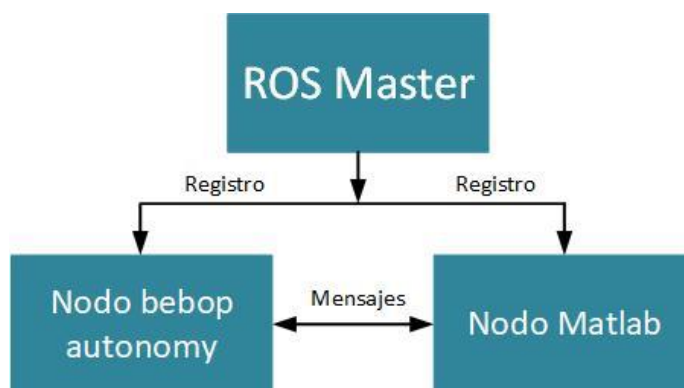 ROS Master
Registro
Registro
Nodo bebop
autonomy
Mensajes
Nodo Matlab